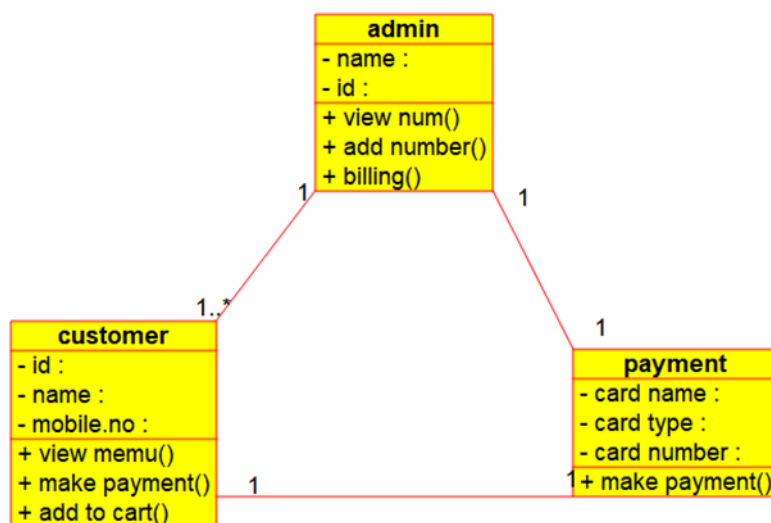 admin
- name :
- id :
+ view num()
+ add number()
+ billing()
1
1
1..*
1
customer
- id :
- name :
- mobile.no :
+ view memu()
+ make payment()
+ add to cart()
payment
- card name :
- card type :
- card number :
+ make payment()
1
1